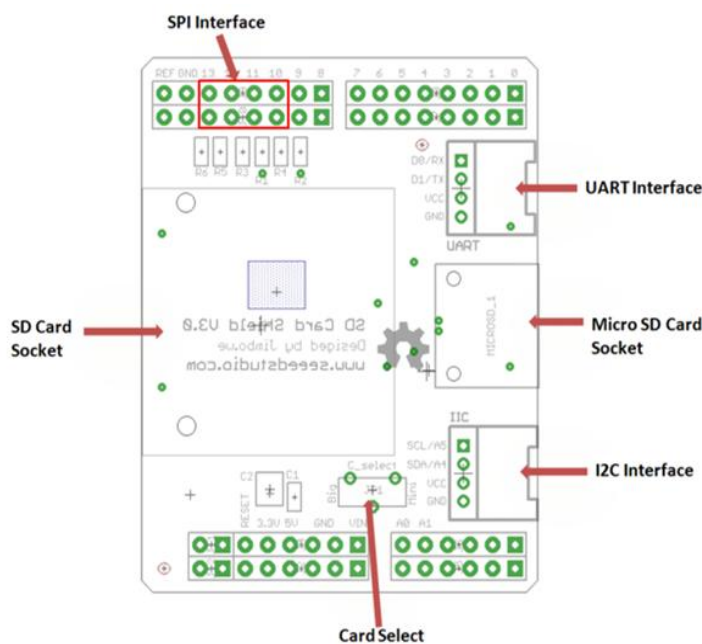 SPI Interface
REF GND 13 11 10 9 8 7 6 5 4 3 2 1 0
R6 R5 R3 R1 R4 R2
D0/RX
D1/TX
VCC
GND
UART
UART Interface
SD Card Shield V3.0
Desiged by Jinbo.we
www.seeedstudio.com
SD Card
Socket
MICROSD_1
Micro SD Card
Socket
IIC
SCL/A5
SDA/A4
VCC
GND
I2C Interface
C2 C1
C_select
Big
Mini
RESET 3.3V 5V GND VIN A0 A1
Card Select